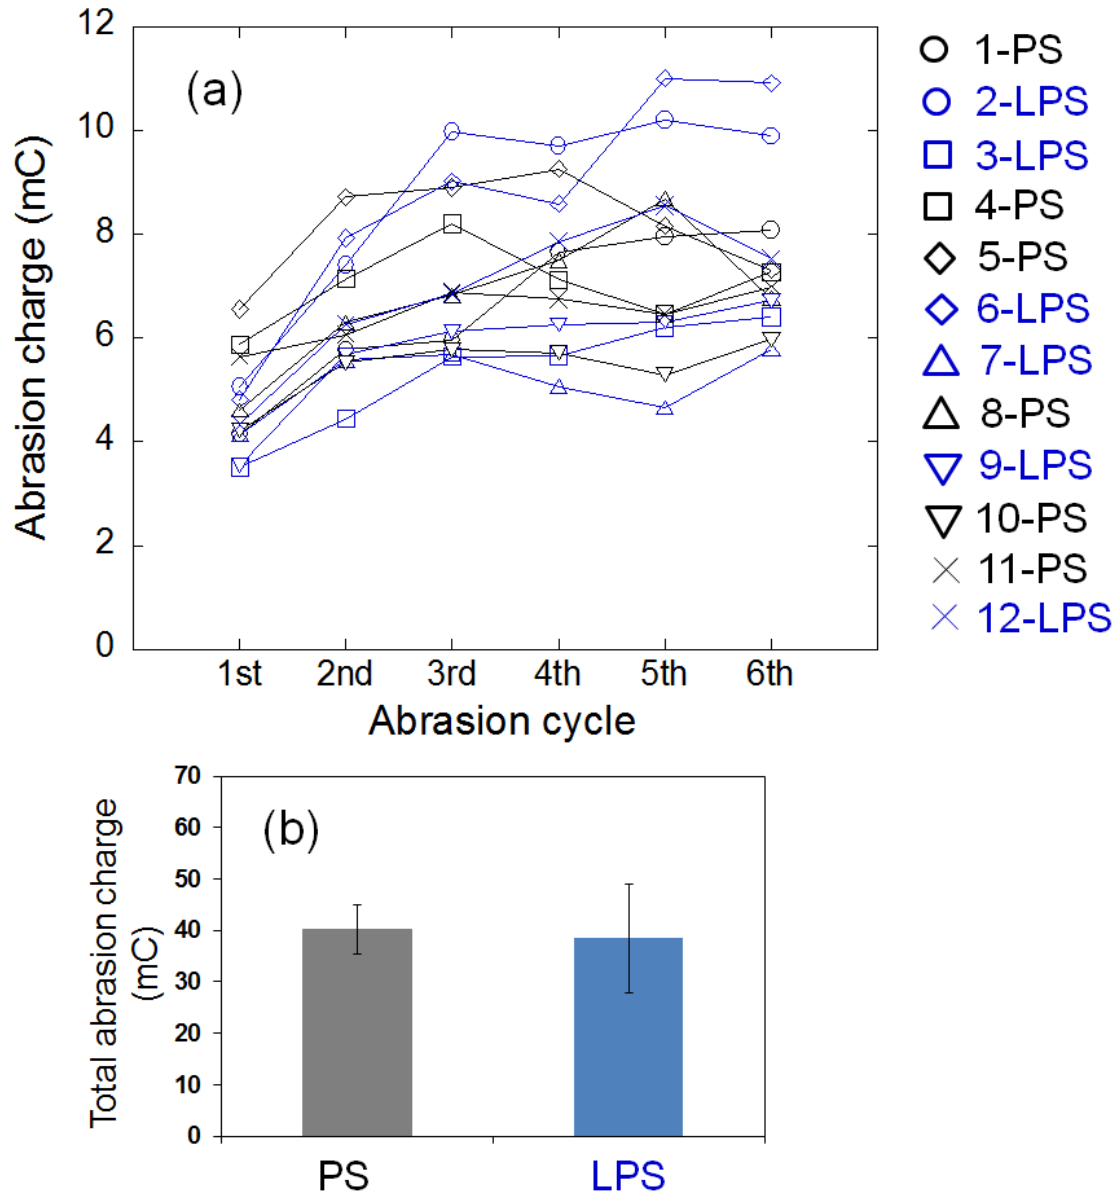 12
10
8
6
4
2
0
Abrasion charge (mC)
(a)
1st 2nd 3rd 4th 5th 6th
Abrasion cycle
1-PS
2-LPS
3-LPS
4-PS
5-PS
6-LPS
7-LPS
8-PS
9-LPS
10-PS
11-PS
12-LPS
70
60
50
40
30
20
10
0
Total abrasion charge
(mC)
(b)
PS LPS